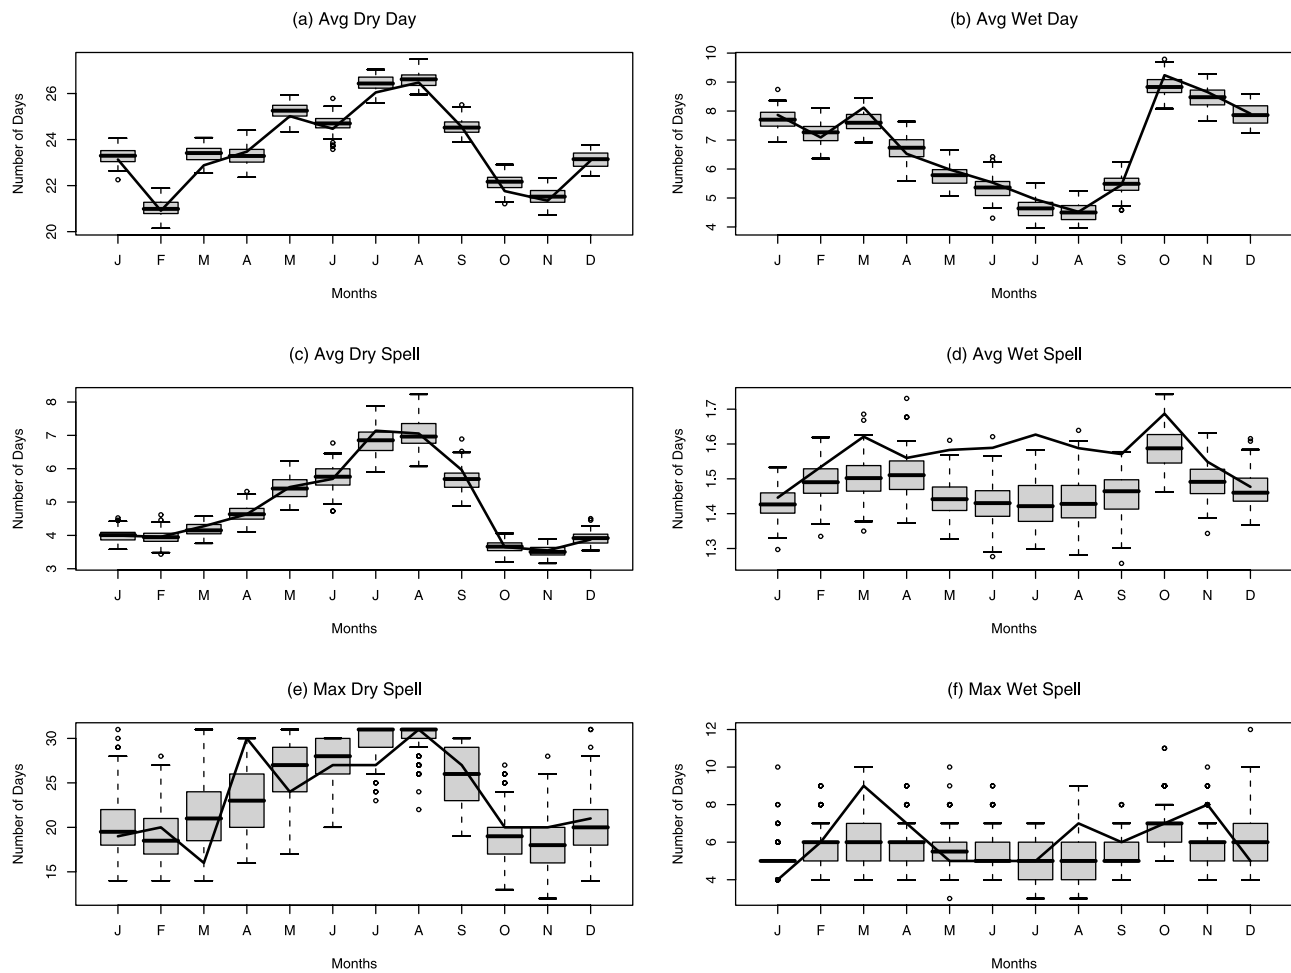 (a) Avg Dry Day
Number of Days
20 22 24 26
J F M A M J J A S O N D
Months
(b) Avg Wet Day
Number of Days
4 5 6 7 8 9 10
J F M A M J J A S O N D
Months
(c) Avg Dry Spell
Number of Days
3 4 5 6 7 8
J F M A M J J A S O N D
Months
(d) Avg Wet Spell
Number of Days
1.3 1.4 1.5 1.6 1.7
J F M A M J J A S O N D
Months
(e) Max Dry Spell
Number of Days
15 20 25 30
J F M A M J J A S O N D
Months
(f) Max Wet Spell
Number of Days
4 6 8 10 12
J F M A M J J A S O N D
Months